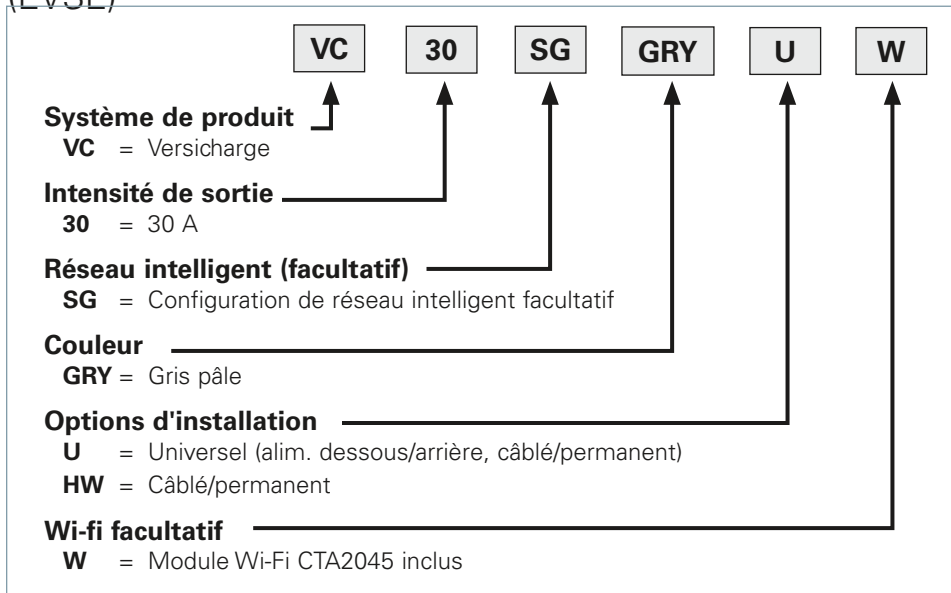 (EVSE)
VC 30 SG GRY U W
Système de produit
VC = Versicharge
Intensité de sortie
30 = 30 A
Réseau intelligent (facultatif)
SG = Configuration de réseau intelligent facultatif
Couleur
GRY = Gris pâle
Options d'installation
U = Universel (alim. dessous/arrière, câblé/permanent)
HW = Câblé/permanent
Wi-fi facultatif
W = Module Wi-Fi CTA2045 inclus